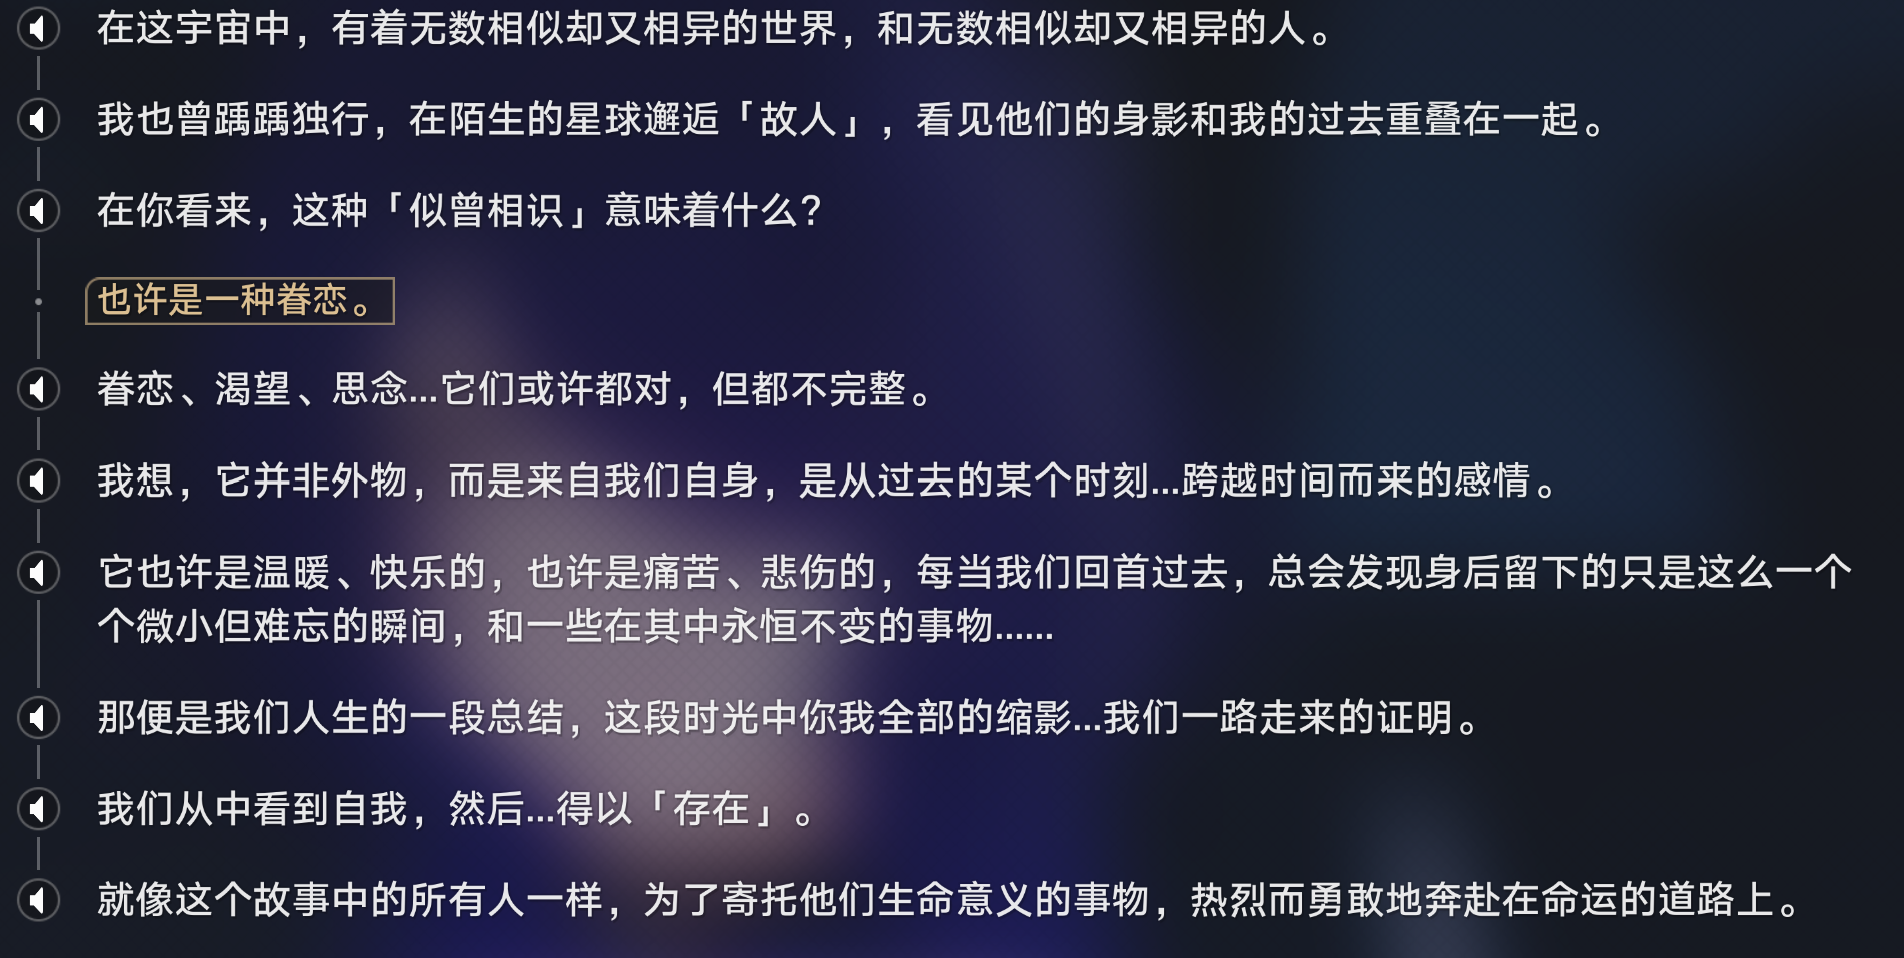 在这宇宙中，有着无数相似却又相异的世界，和无数相似却又相异的人。
我也曾踽踽独行，在陌生的星球邂逅「故人」，看见他们的身影和我的过去重叠在一起。
在你看来，这种「似曾相识」意味着什么?
也许是一种眷恋。
眷恋、渴望、思念...它们或许都对，但都不完整。
我想，它并非外物，而是来自我们自身，是从过去的某个时刻...跨越时间而来的感情。
它也许是温暖、快乐的，也许是痛苦、悲伤的，每当我们回首过去，总会发现身后留下的只是这么一个
个微小但难忘的瞬间，和一些在其中永恒不变的事物......
那便是我们人生的一段总结，这段时光中你我全部的缩影...我们一路走来的证明。
我们从中看到自我，然后...得以「存在」。
就像这个故事中的所有人一样，为了寄托他们生命意义的事物，热烈而勇敢地奔赴在命运的道路上。